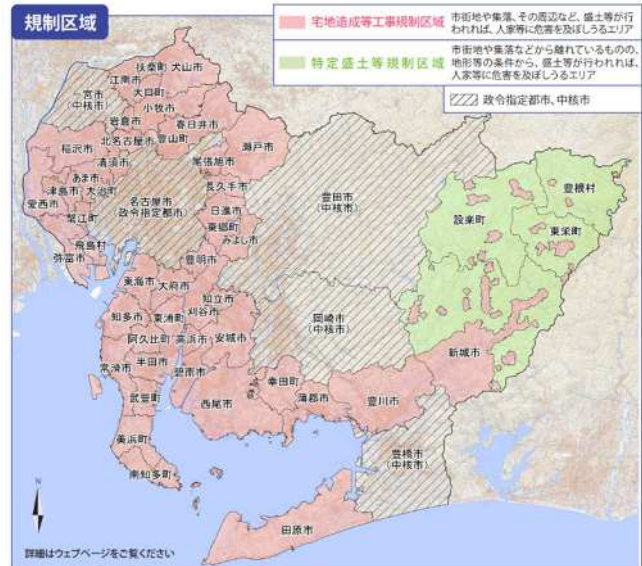 規制区域
宅地造成等工事規制区域
市街地や集落、その周辺など、盛土等が行
われれば、人家等に危害を及ぼしうるエリア
特定盛土等規制区域
市街地や集落などから離れているものの、
地形等の条件から、盛土等が行われれば、
人家等に危害を及ぼしうるエリア
政令指定都市、中核市
扶桑町
犬山市
江南市
大口町
一宮市
(中核市)
小牧市
岩倉市
春日井市
稲沢市
北名古屋市
豊山町
瀬戸市
清須市
尾張旭市
あま市
津島市
大治町
長久手市
愛西市
名古屋市
(政令指定都市)
日進市
蟹江町
東郷町
みよし市
飛島村
弥富市
豊明市
豊田市
(中核市)
設楽町
豊根村
東栄町
東海市
大府市
知立市
刈谷市
岡崎市
(中核市)
知多市
東浦町
安城市
阿久比町
高浜市
新城市
半田市
常滑市
碧南市
幸田町
武豊町
西尾市
蒲郡市
豊川市
美浜町
豊橋市
(中核市)
南知多町
田原市
N
詳細はウェブページをご覧ください